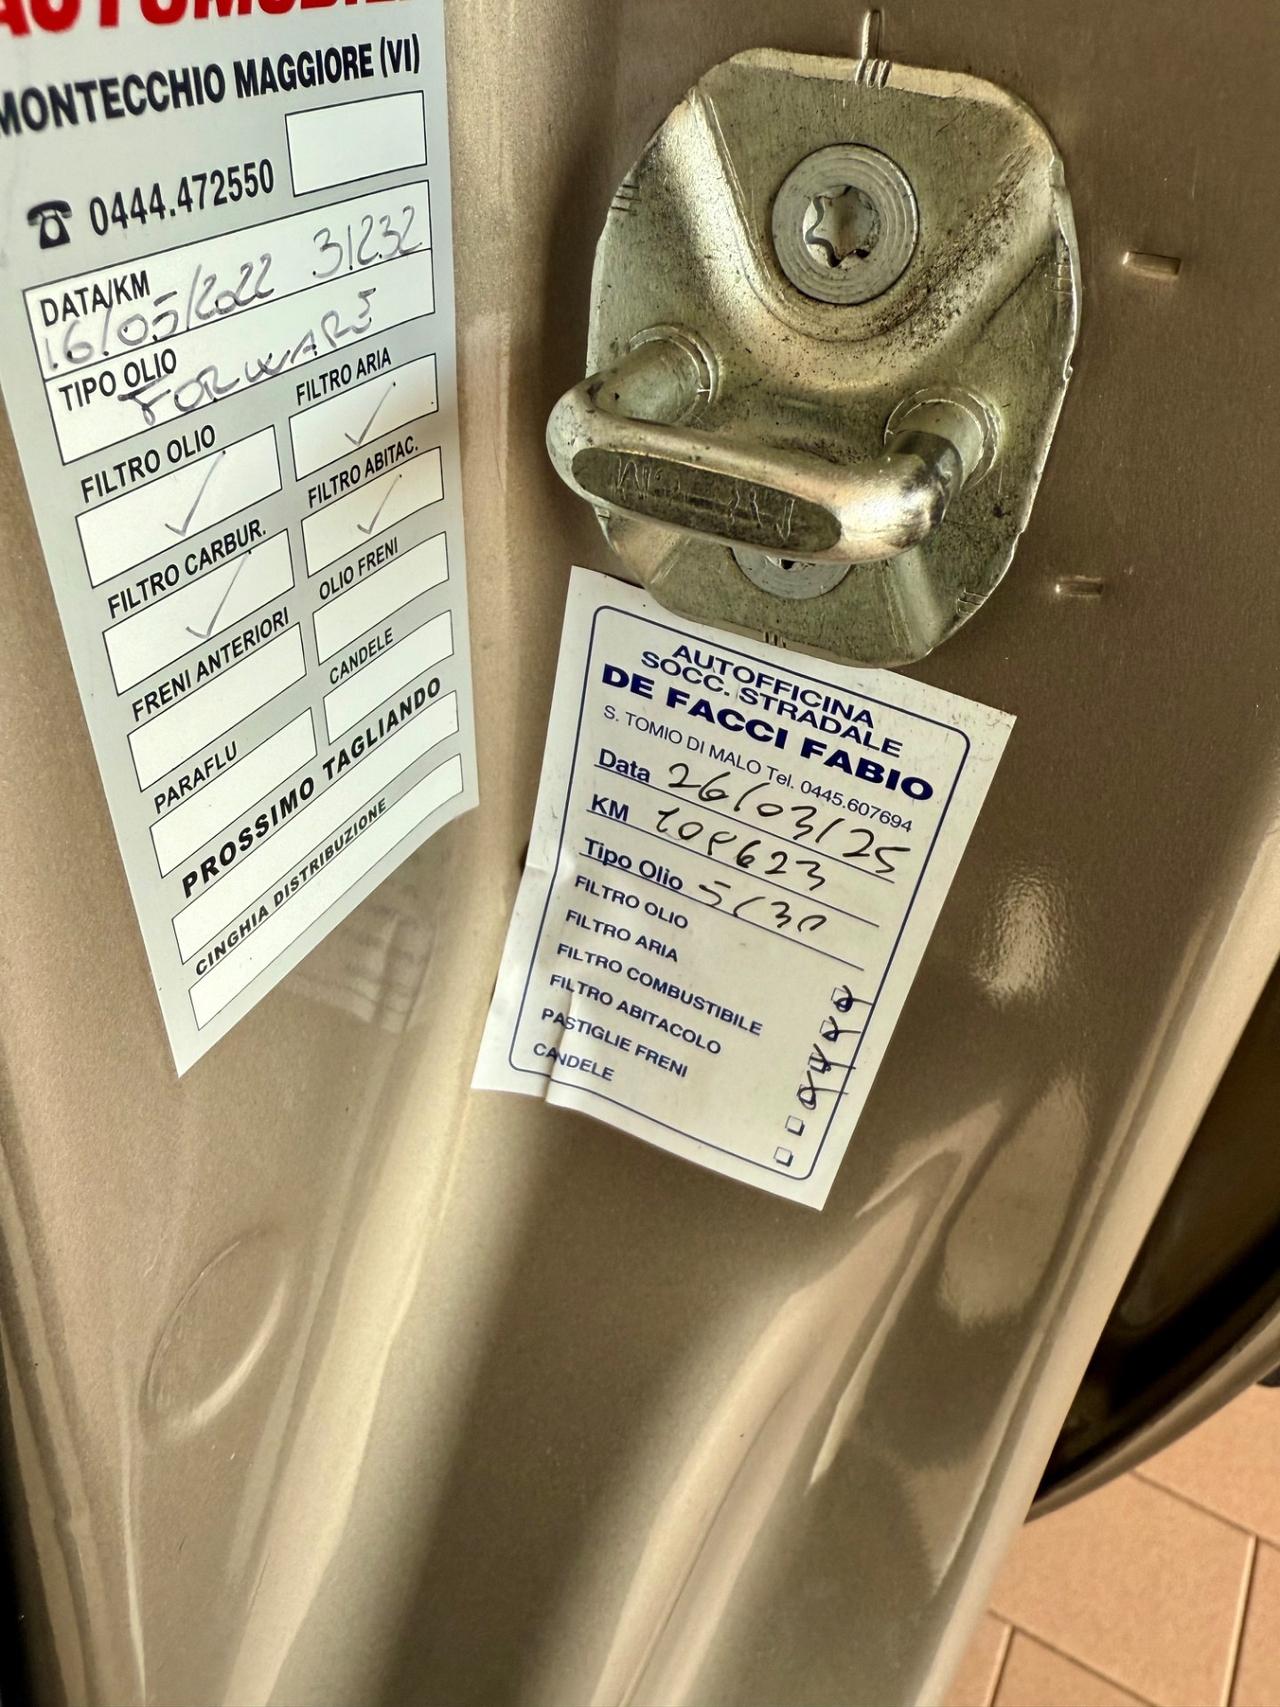 MONTECCHIO MAGGIORE (VI)
☎ 0444.472550
DATA/KM
16/05/2022 31232
TIPO OLIO
FILTRO OLIO
FILTRO ARIA
FILTRO CARBUR.
FILTRO ABITAC.
FRENI ANTERIORI
OLIO FRENI
PARAFLU
CANDELE
PROSSIMO TAGLIANDO
CINGHIA DISTRIBUZIONE
AUTOFFICINA
SOCC. STRADALE
DE FACCI FABIO
S. TOMIO DI MALO Tel. 0445.607694
Data 26/03/25
KM 108623
Tipo Olio 5/30
FILTRO OLIO
FILTRO ARIA
FILTRO COMBUSTIBILE
FILTRO ABITACOLO
PASTIGLIE FRENI
CANDELE